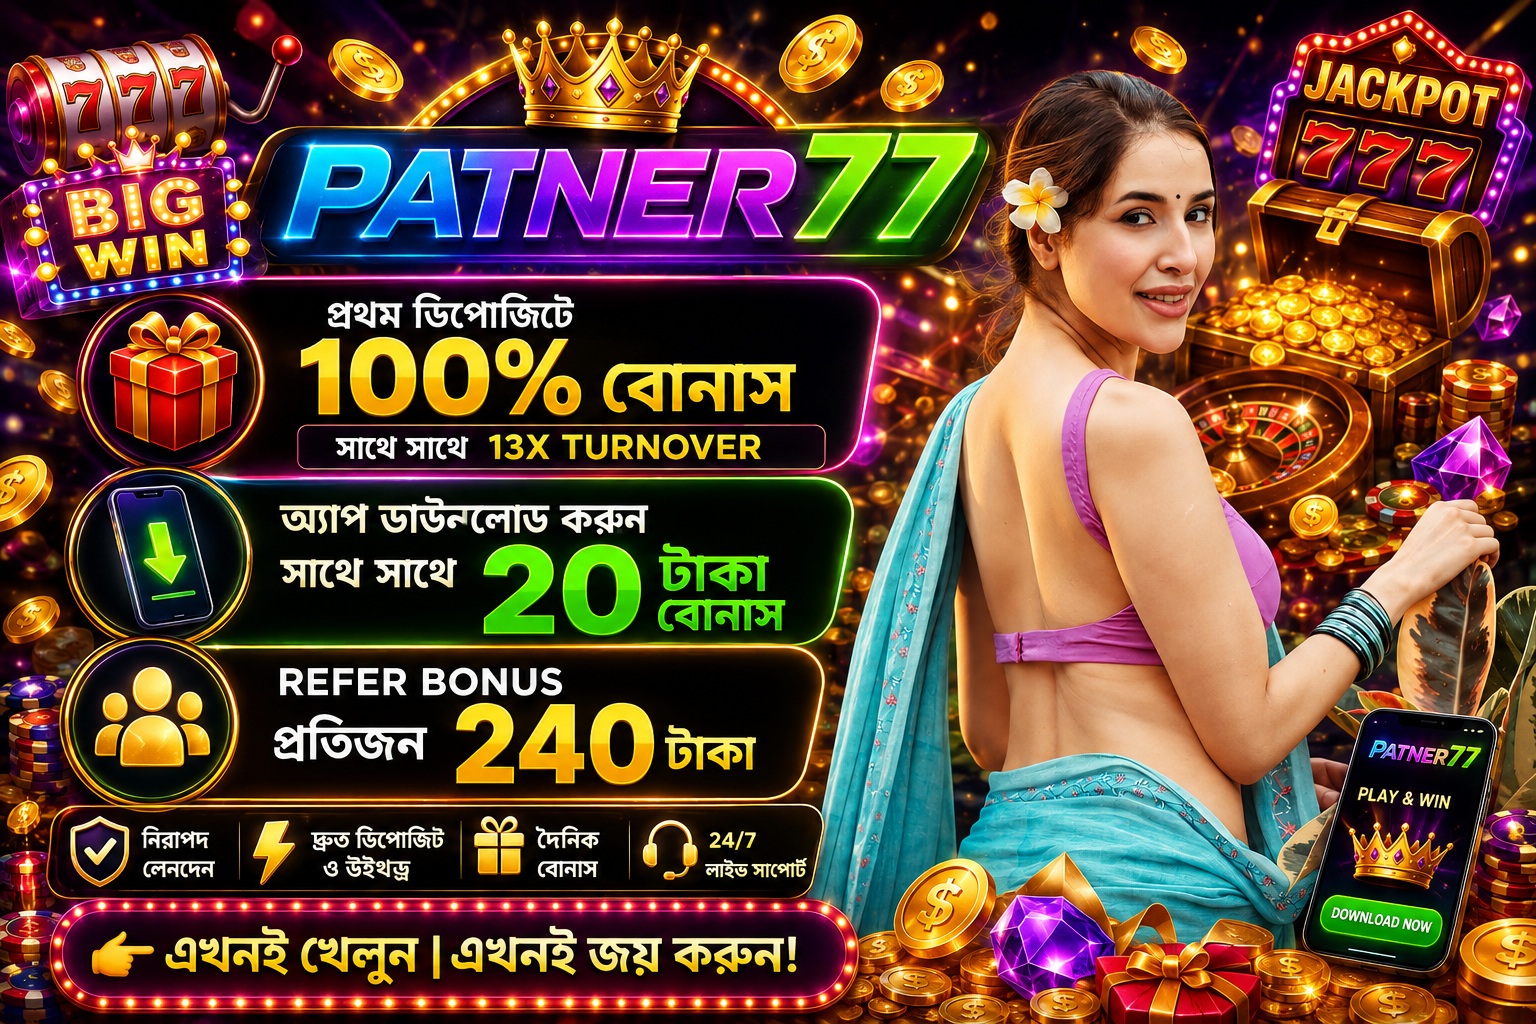 777
BIG
WIN
PATNER77
JACKPOT
777
প্রথম ডিপোজিটে
100% বোনাস
সাথে সাথে 13X TURNOVER
অ্যাপ ডাউনলোড করুন
সাথে সাথে 20 টাকা
বোনাস
REFER BONUS
প্রতিজন 240 টাকা
নিরাপদ
লেনদেন
দ্রুত ডিপোজিট
ও উইথড্র
দৈনিক
বোনাস
24/7
লাইভ সাপোর্ট
এখনই খেলুন | এখনই জয় করুন!
PATNER77
PLAY & WIN
DOWNLOAD NOW